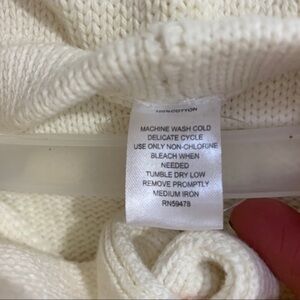 100%COTTON
MACHINE WASH COLD
DELICATE CYCLE
USE ONLY NON-CHLORINE
BLEACH WHEN
NEEDED
TUMBLE DRY LOW
REMOVE PROMPTLY
MEDIUM IRON
RN59478